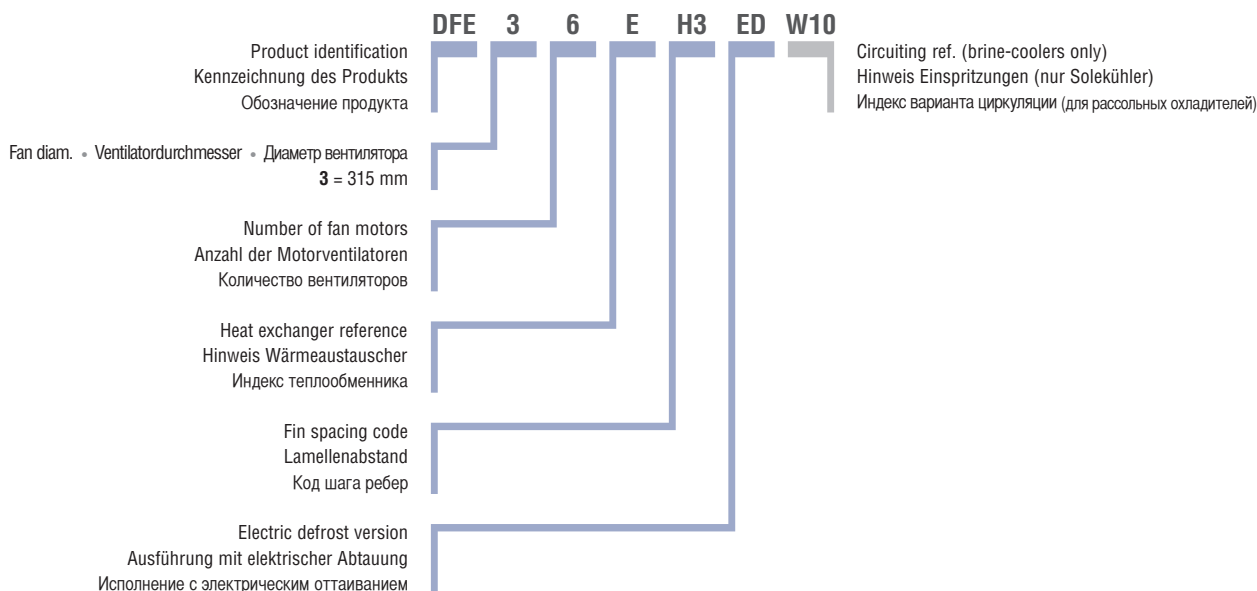 DFE 3 6 E H3 ED W10
Product identification
Kennzeichnung des Produkts
Обозначение продукта
Circuiting ref. (brine-coolers only)
Hinweis Einspritzungen (nur Solekühler)
Индекс варианта циркуляции (для рассольных охладителей)
Fan diam. • Ventilatordurchmesser • Диаметр вентилятора
3 = 315 mm
Number of fan motors
Anzahl der Motorventilatoren
Количество вентиляторов
Heat exchanger reference
Hinweis Wärmeaustauscher
Индекс теплообменника
Fin spacing code
Lamellenabstand
Код шага ребер
Electric defrost version
Ausführung mit elektrischer Abtauung
Исполнение с электрическим оттаиванием